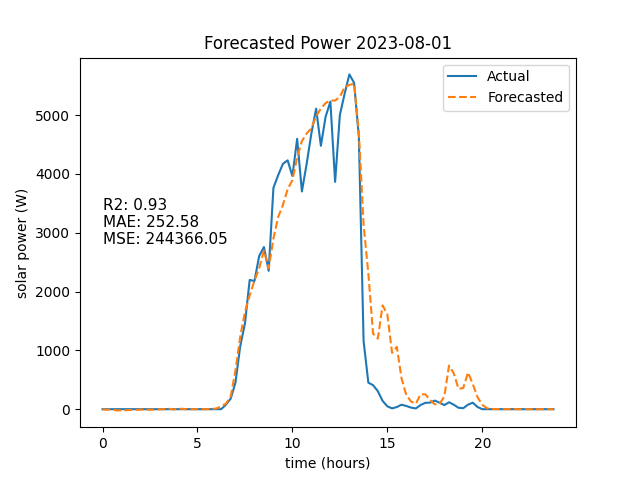 Forecasted Power 2023-08-01
Actual
Forecasted
R2: 0.93
MAE: 252.58
MSE: 244366.05
solar power (W)
5000
4000
3000
2000
1000
0
0 5 10 15 20
time (hours)